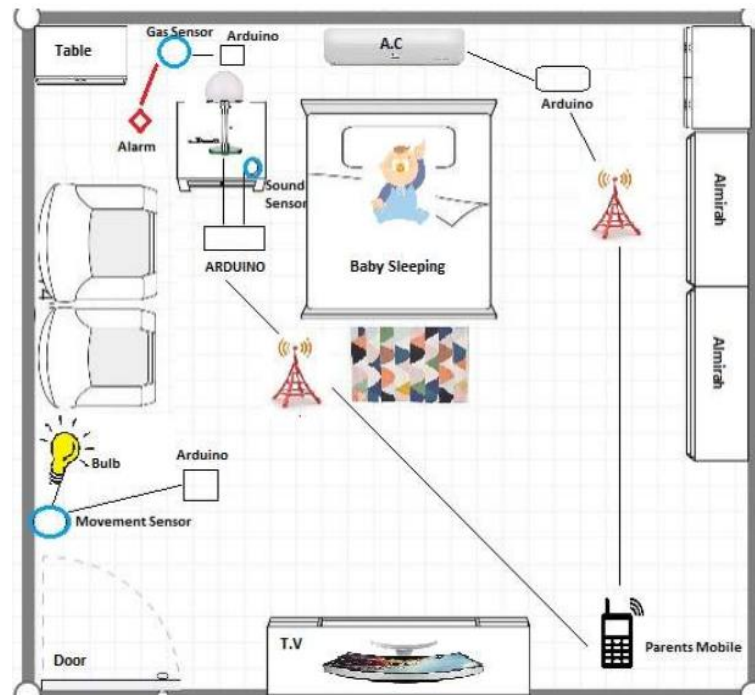 Gas Sensor
Arduino
A.C
Table
Arduino
Alarm
Sound
Sensor
Almirah
ARDUINO
Baby Sleeping
Almirah
Bulb
Arduino
Movement Sensor
T.V
Parents Mobile
Door